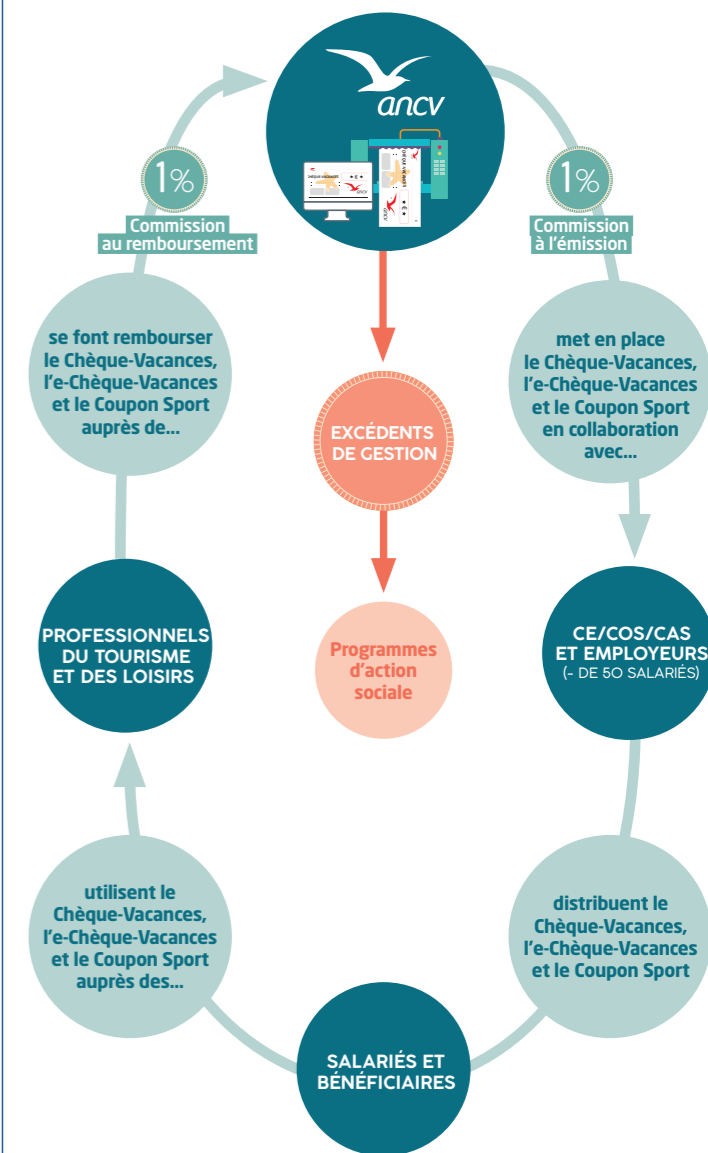 ancv
CHÈQUE-VACANCES
ancv
ancv
1%
Commission
au remboursement
1%
Commission
à l'émission
se font rembourser
le Chèque-Vacances,
l'e-Chèque-Vacances
et le Coupon Sport
auprès de...
met en place
le Chèque-Vacances,
l'e-Chèque-Vacances
et le Coupon Sport
en collaboration
avec...
EXCÉDENTS
DE GESTION
PROFESSIONNELS
DU TOURISME
ET DES LOISIRS
Programmes
d'action
sociale
CE/COS/CAS
ET EMPLOYEURS
(- DE 50 SALARIÉS)
utilisent le
Chèque-Vacances,
l'e-Chèque-Vacances
et le Coupon Sport
auprès des...
distribuent le
Chèque-Vacances,
l'e-Chèque-Vacances
et le Coupon Sport
SALARIÉS ET
BÉNÉFICIAIRES